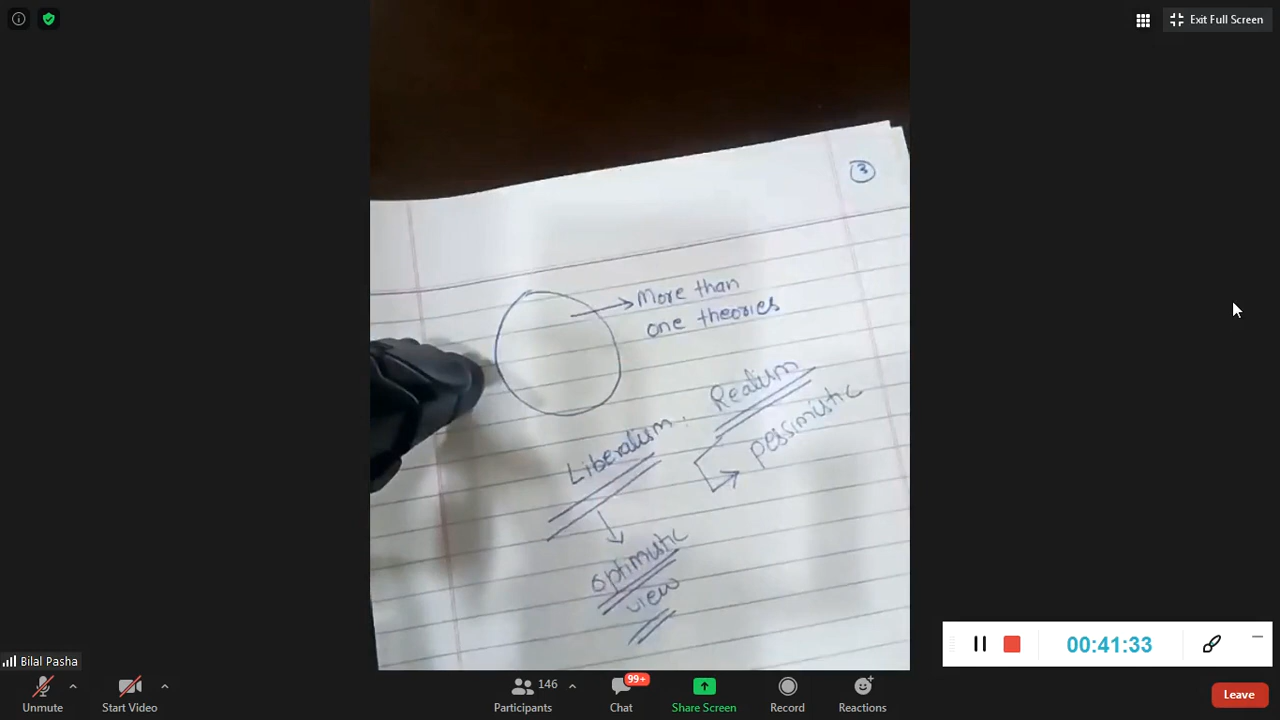 Exit Full Screen
3
More than
one theories
Realism
Liberalism
pessimistic
optimistic
view
Bilal Pasha
00:41:33
Unmute
Start Video
146
Participants
99+
Chat
Share Screen
Record
Reactions
Leave